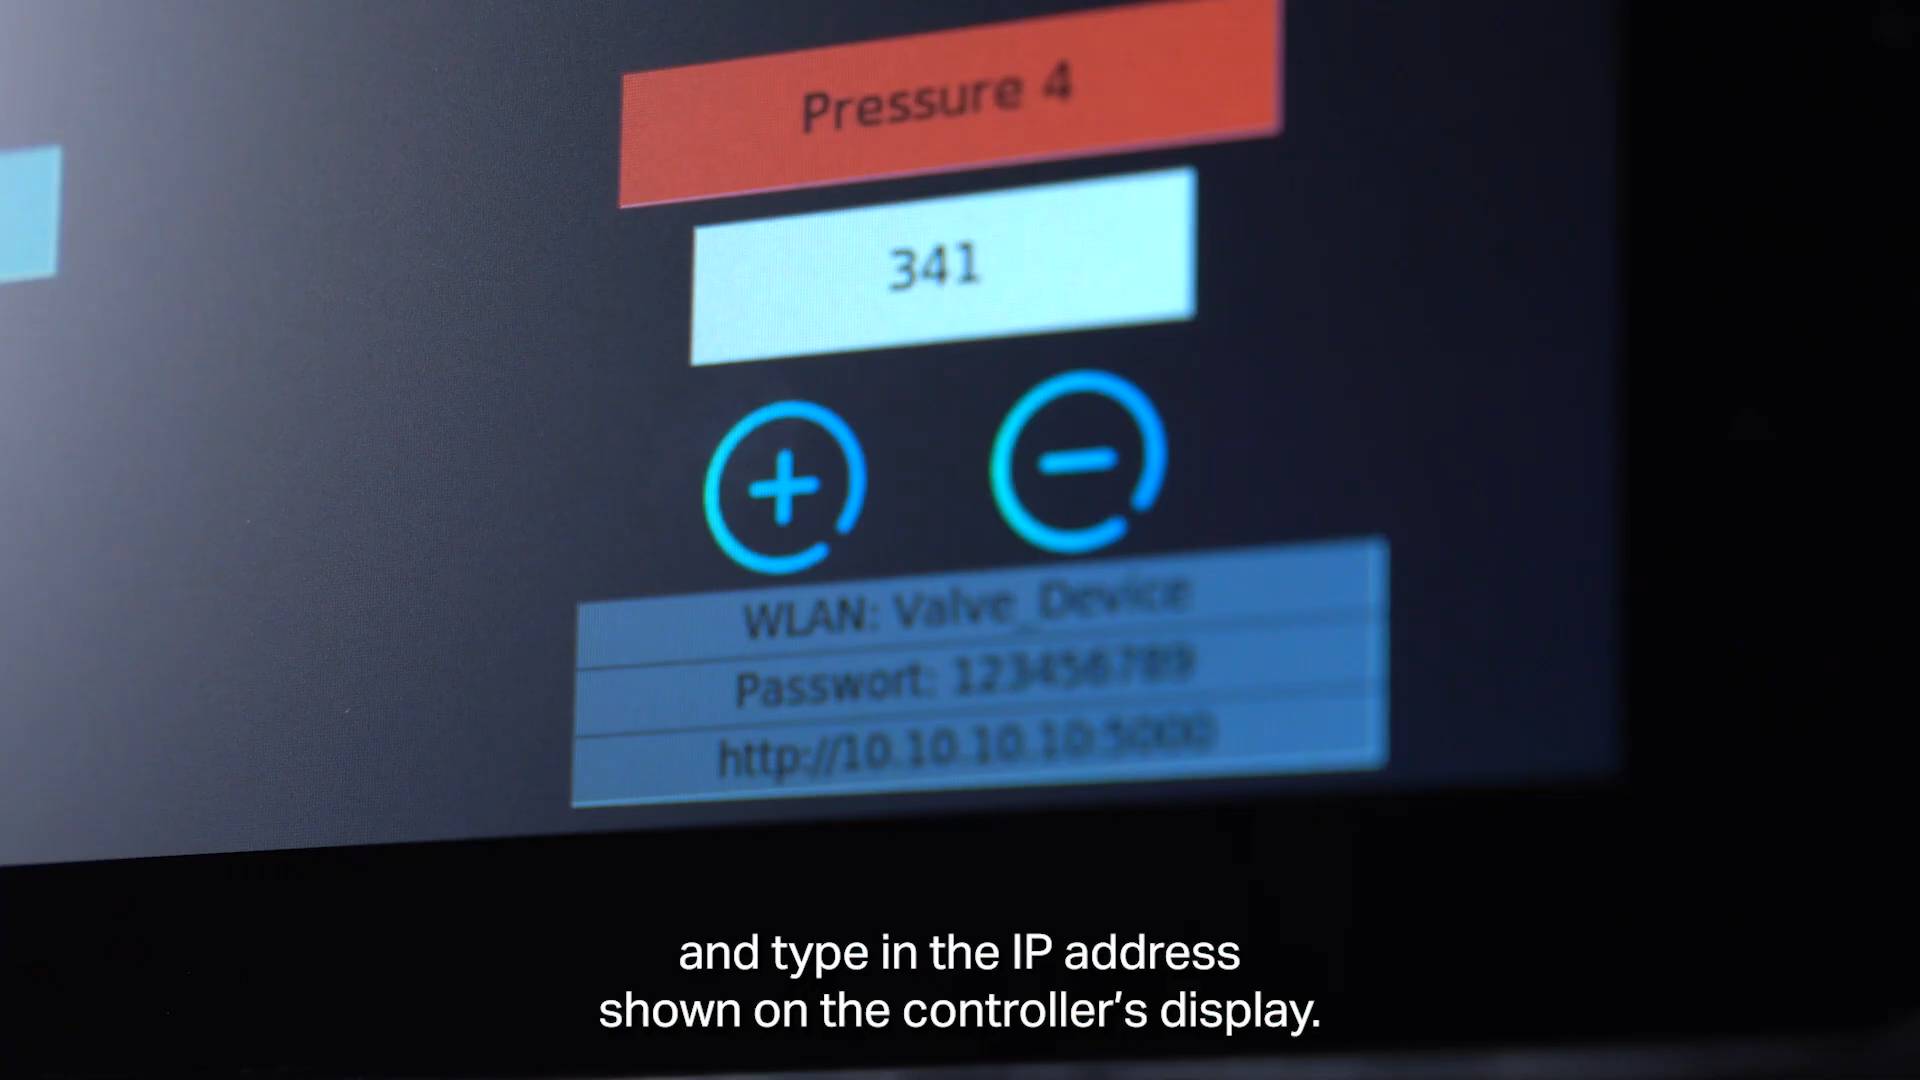 Pressure 4
341
WLAN: Valve_Device
Passwort: 123456789
http://10.10.10.10:5000
and type in the IP address
shown on the controller’s display.